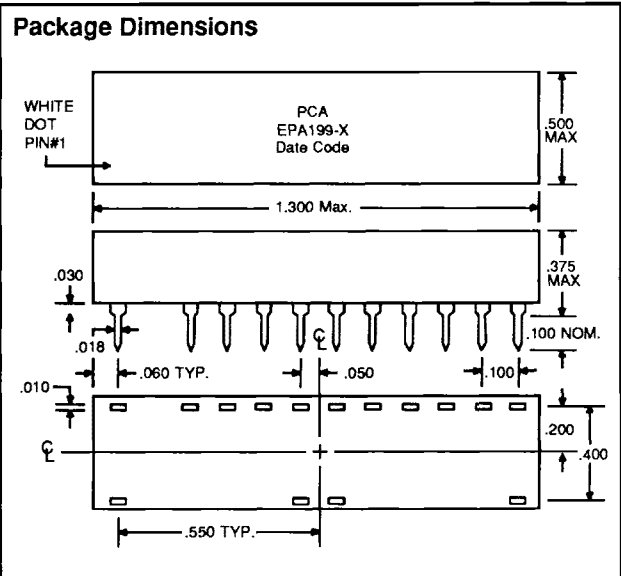 Package Dimensions
WHITE
DOT
PIN#1
PCA
EPA199-X
Date Code
.500
MAX
1.300 Max.
.030
.375
MAX
.018
℄
.100 NOM.
.060 TYP.
.050
.100
.010
.200
℄
.400
.550 TYP.